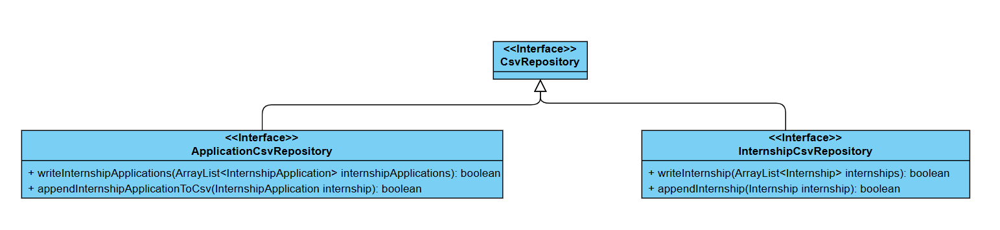 <<Interface>>
CsvRepository
<<Interface>>
ApplicationCsvRepository
+ writeInternshipApplications(ArrayList<InternshipApplication> internshipApplications): boolean
+ appendInternshipApplicationToCsv(InternshipApplication internship): boolean
<<Interface>>
InternshipCsvRepository
+ writeInternship(ArrayList<Internship> internships): boolean
+ appendInternship(Internship internship): boolean